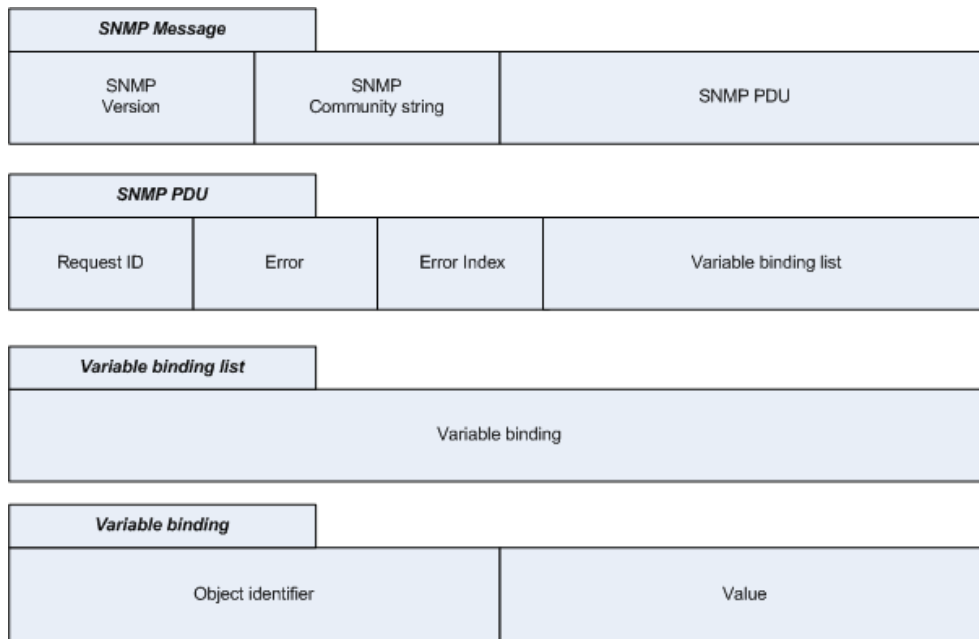 SNMP Message
SNMP
Version
SNMP
Community string
SNMP PDU
SNMP PDU
Request ID
Error
Error Index
Variable binding list
Variable binding list
Variable binding
Variable binding
Object identifier
Value